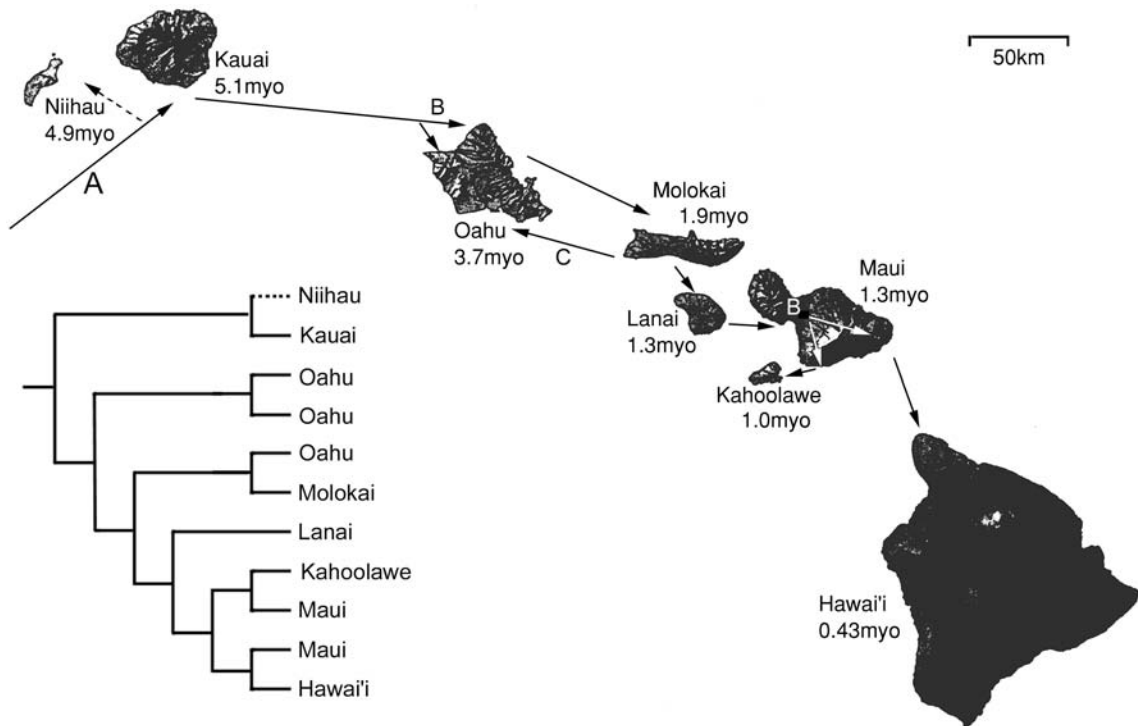 50km
Kauai
5.1myo
Niihau
4.9myo
A
B
Oahu
3.7myo
C
Molokai
1.9myo
Lanai
1.3myo
B
Maui
1.3myo
Kahoolawe
1.0myo
Hawai'i
0.43myo
Niihau
Kauai
Oahu
Oahu
Oahu
Molokai
Lanai
Kahoolawe
Maui
Maui
Hawai'i